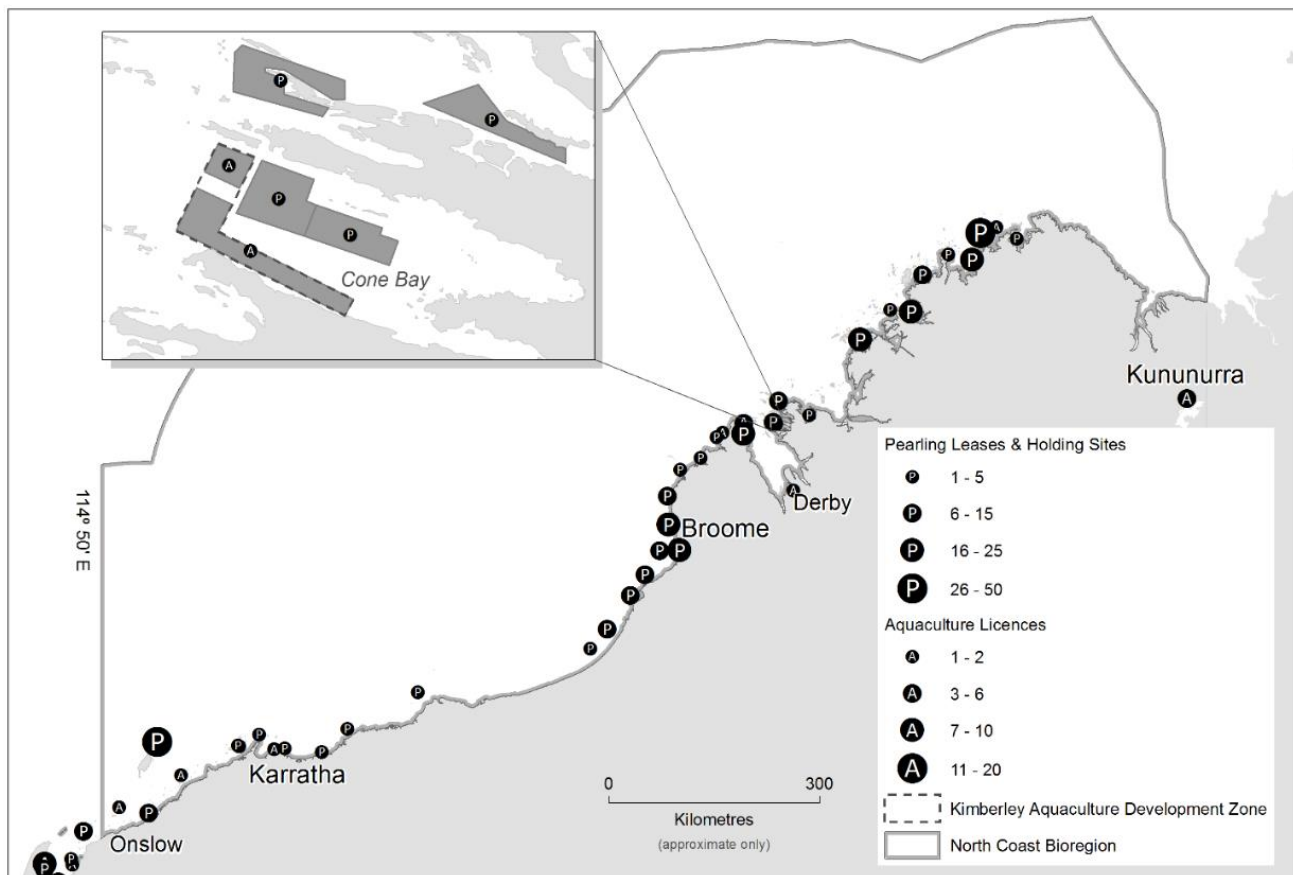 P
P
A
P
P
A
Cone Bay
P
A
P
P
P
P
P
P
P
Kununurra
A
P
P
P
A
P
A
P
P
P
P
P
A
Derby
P
Broome
P
P
P
P
P
P
P
114° 50' E
P
P
P
P
A
P
P
Karratha
A
A
P
P
Onslow
P
A
P
0
300
Kilometres
(approximate only)
Pearling Leases & Holding Sites
P 1 - 5
P 6 - 15
P 16 - 25
P 26 - 50
Aquaculture Licences
A 1 - 2
A 3 - 6
A 7 - 10
A 11 - 20
Kimberley Aquaculture Development Zone
North Coast Bioregion